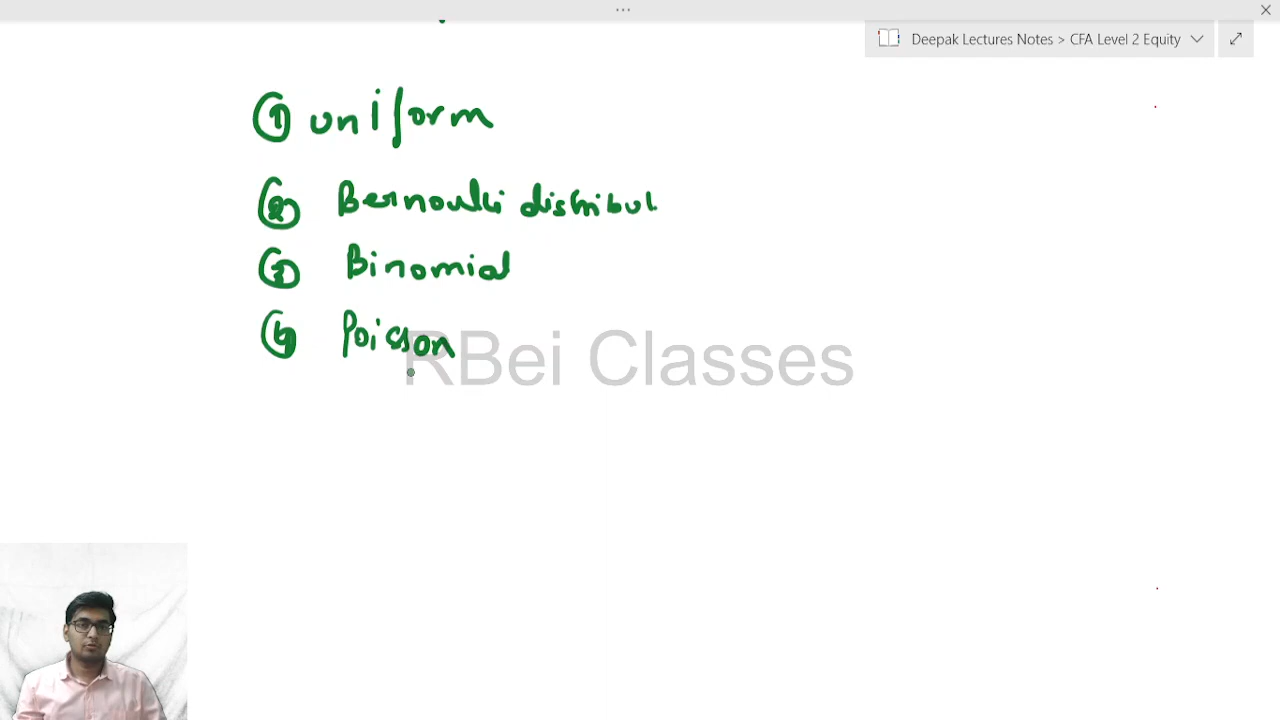 Deepak Lectures Notes > CFA Level 2 Equity
① uniform
② Bernoulli distribut
③ Binomial
④ Poisson
RBei Classes